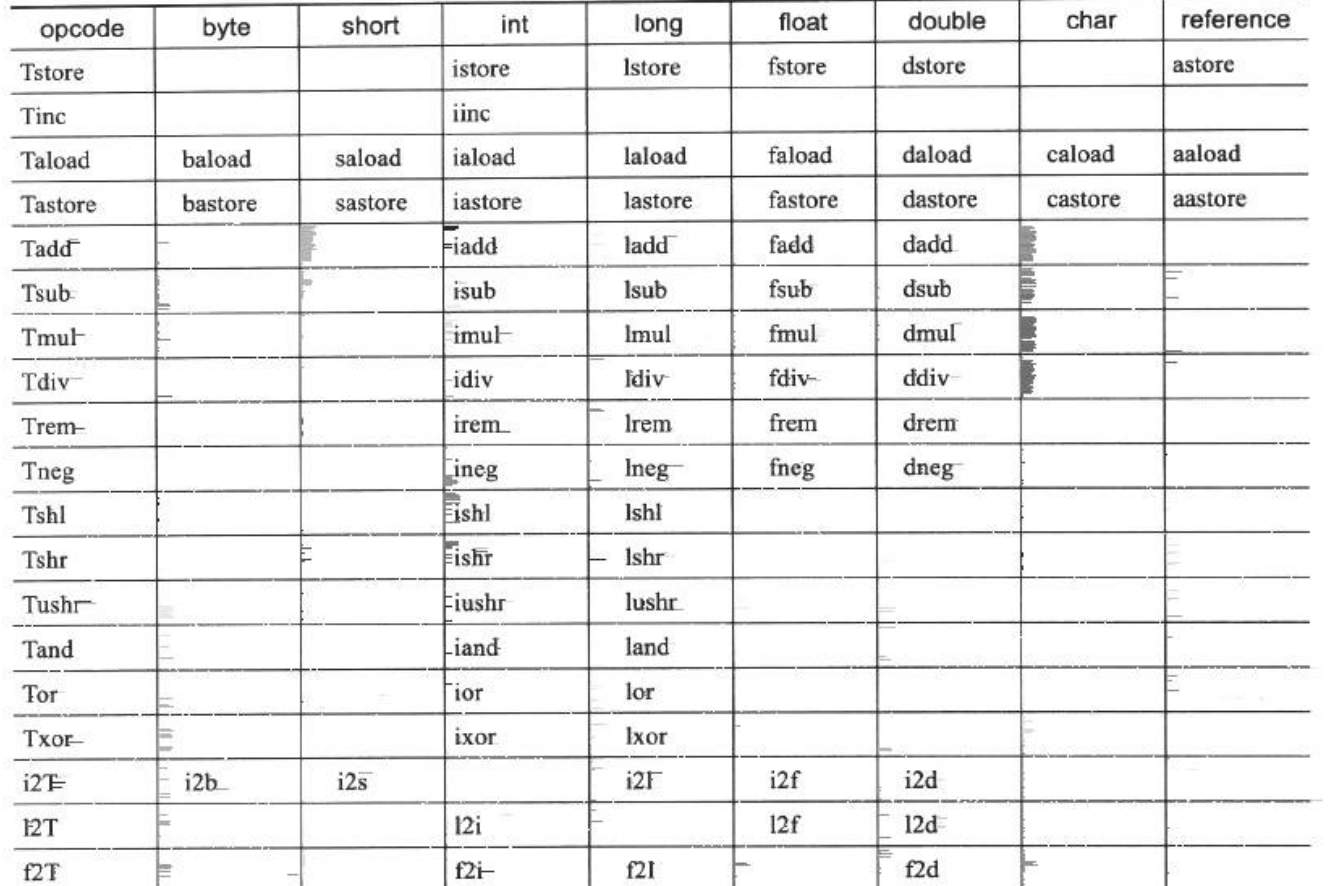 opcode byte short int long float double char reference
Tstore istore lstore fstore dstore astore
Tinc iinc
Taload baload saload iaload laload faload daload caload aaload
Tastore bastore sastore iastore lastore fastore dastore castore aastore
Tadd iadd ladd fadd dadd
Tsub isub lsub fsub dsub
Tmul imul lmul fmul dmul
Tdiv idiv ldiv fdiv ddiv
Trem irem lrem frem drem
Tneg ineg lneg fneg dneg
Tshl ishl lshl
Tshr ishr lshr
Tushr iushr lushr
Tand iand land
Tor ior lor
Txor ixor lxor
i2T i2b i2s i2l i2f i2d
l2T l2i l2f l2d
f2T f2i f2l f2d